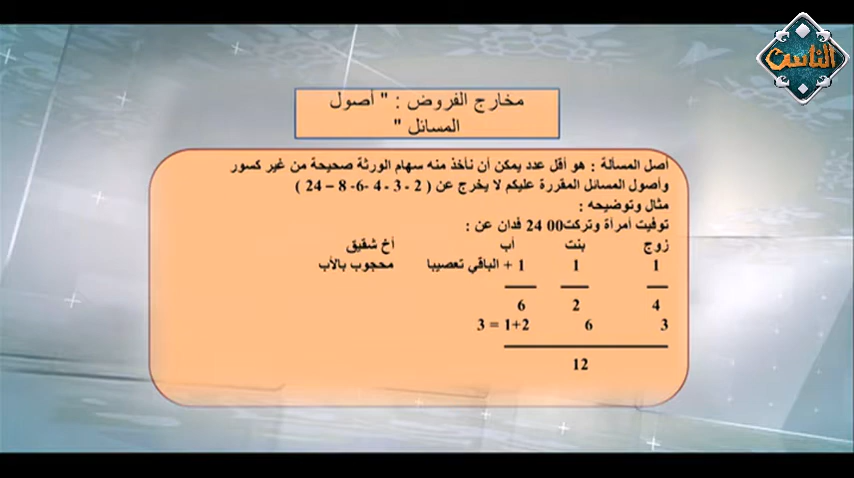 الناس
مخارج الفروض : " أصول
المسائل "
أصل المسألة : هو أقل عدد يمكن أن نأخذ منه سهام الورثة صحيحة من غير كسور
وأصول المسائل المقررة عليكم لا يخرج عن ( 2 - 3 - 4 -6- 8 – 24 )
مثال وتوضيحه :
توفيت أمرأة وتركت2400 فدان عن :
زوج بنت أب أخ شقيق
1 1 1 + الباقي تعصيبا محجوب بالأب
4 2 6
3 6 2+1 = 3
12